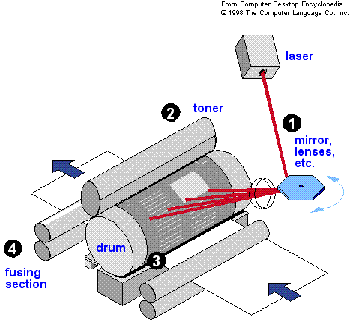 From Computer Desktop Encyclopedia
© 1998 The Computer Language Co. Inc.
laser
2
toner
1
mirror,
lenses,
etc.
4
fusing
section
drum
3